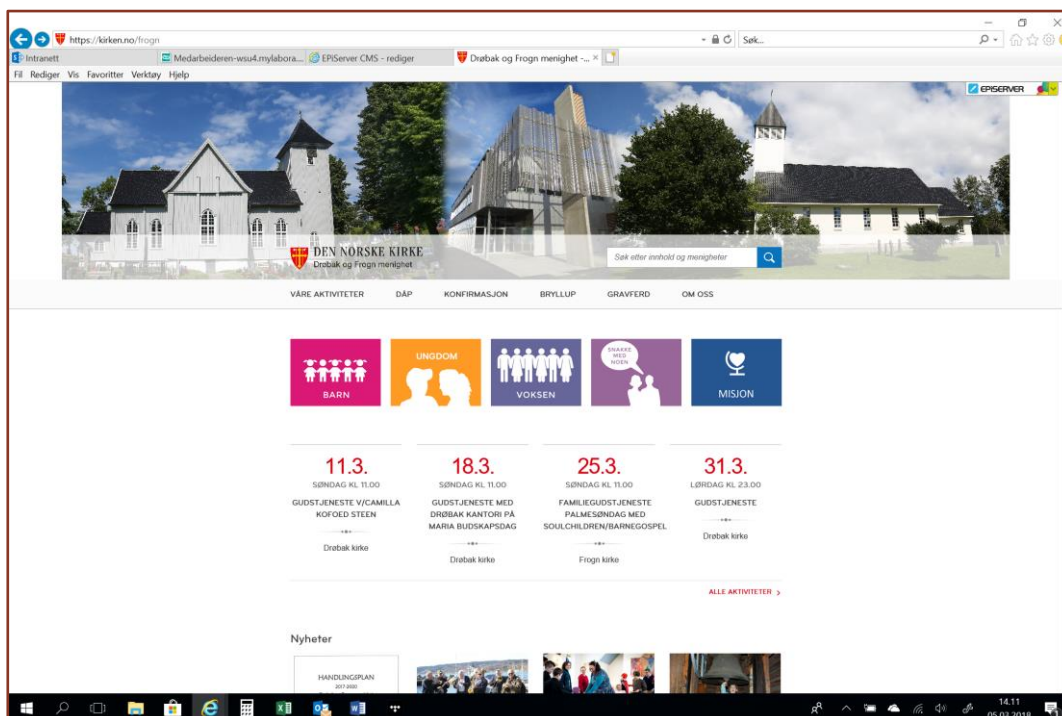 https://kirken.no/frogn
Søk...
Intranett
Medarbeideren-wsu4.mylabora...
EPiServer CMS - rediger
Drøbak og Frogn menighet -...
Fil Rediger Vis Favoritter Verktøy Hjelp
EPISERVER
DEN NORSKE KIRKE
Drøbak og Frogn menighet
Søk etter innhold og menigheter
VÅRE AKTIVITETER DÅP KONFIRMASJON BRYLLUP GRAVFERD OM OSS
BARN
UNGDOM
VOKSEN
SNAKKE
MED
NOEN
MISJON
11.3.
SØNDAG KL 11.00
GUDSTJENESTE V/CAMILLA
KOFOED STEEN
Drøbak kirke
18.3.
SØNDAG KL 11.00
GUDSTJENESTE MED
DRØBAK KANTORI PÅ
MARIA BUDSKAPSDAG
Drøbak kirke
25.3.
SØNDAG KL 11.00
FAMILIEGUDSTJENESTE
PALMESØNDAG MED
SOULCHILDREN/BARNEGOSPEL
Frogn kirke
31.3.
LØRDAG KL 23.00
GUDSTJENESTE
Drøbak kirke
ALLE AKTIVITETER
Nyheter
HANDLINGSPLAN
2017-2020
14.11
05.03.2018